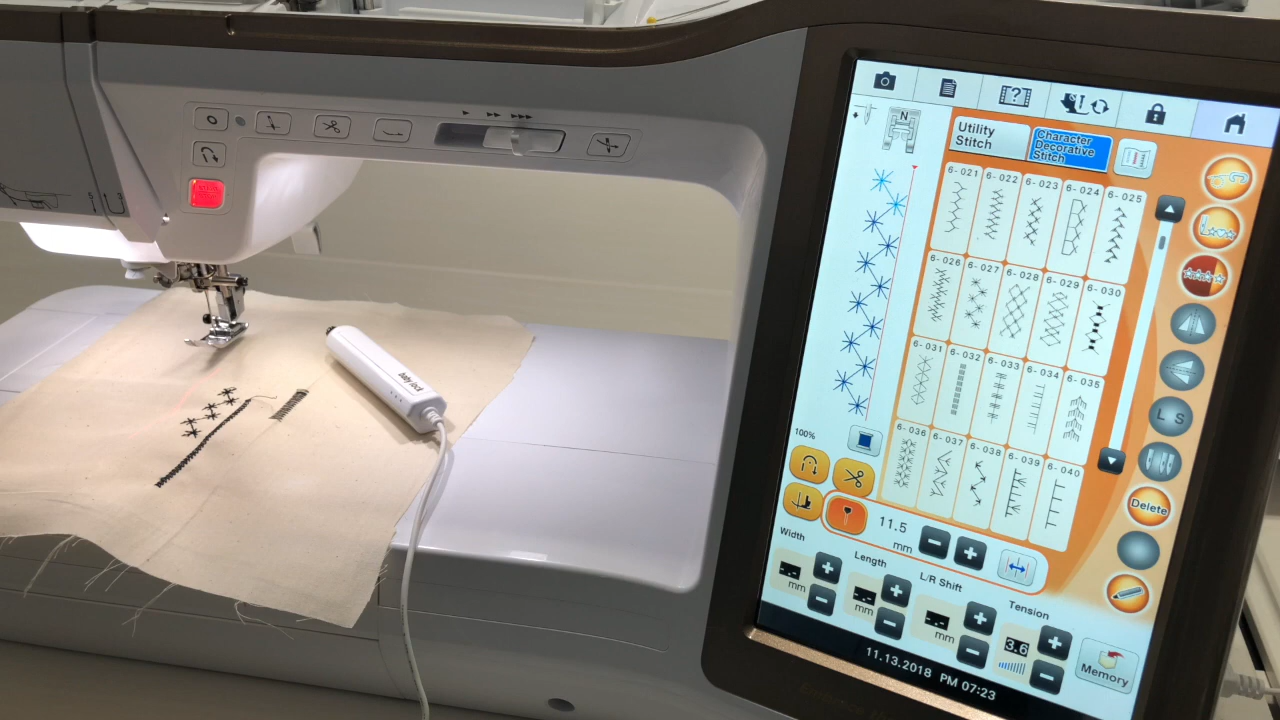 baby lock
N
Utility
Stitch
Character
Decorative
Stitch
6-021
6-022
6-023
6-024
6-025
6-026
6-027
6-028
6-029
6-030
6-031
6-032
6-033
6-034
6-035
6-036
6-037
6-038
6-039
6-040
L S
Delete
100%
11.5
mm
Width
mm
Length
mm
L/R Shift
mm
Tension
3.6
Memory
11.13.2018 PM 07:23